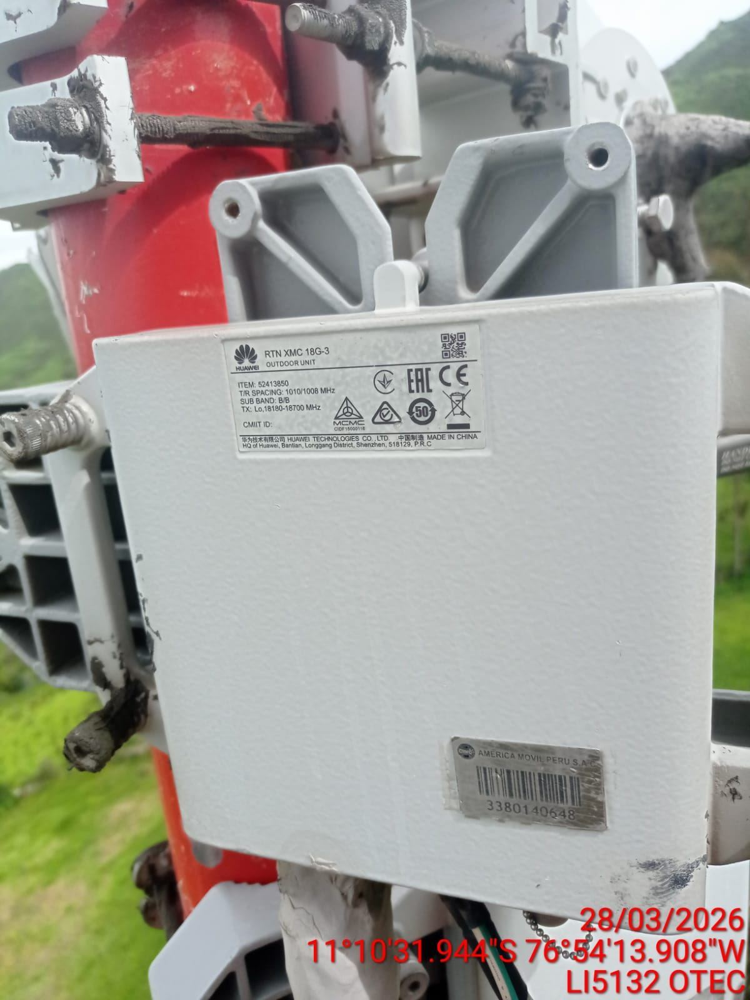 HUAWEI
RTN XMC 18G-3
OUTDOOR UNIT
ITEM: 52413850
T/R SPACING: 1010/1008 MHz
SUB BAND: B/B
TX: Lo,18180-18700 MHz
CMIIT ID:
EAC
CE
MCMC
CIDF15000116
50
华为技术有限公司 HUAWEI TECHNOLOGIES CO.,LTD. 中国制造 MADE IN CHINA
HQ of Huawei, Bantian, Longgang District, Shenzhen, 518129, P.R.C
AMERICA MOVIL PERU S.A.C
3380140648
28/03/2026
11°10'31.944"S 76°54'13.908"W
LI5132 OTEC